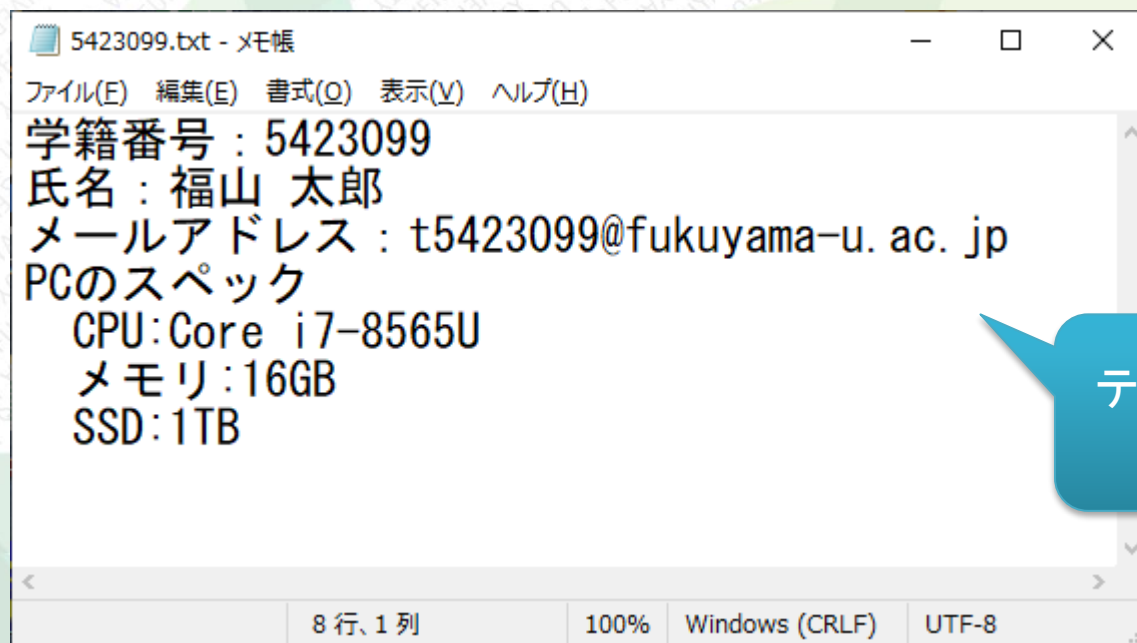 5423099.txt - メモ帳
ファイル(F) 編集(E) 書式(O) 表示(V) ヘルプ(H)
学籍番号：5423099
氏名：福山 太郎
メールアドレス：t5423099@fukuyama-u.ac.jp
PCのスペック
CPU:Core i7-8565U
メモリ:16GB
SSD:1TB
テ
8 行、1 列 100% Windows (CRLF) UTF-8